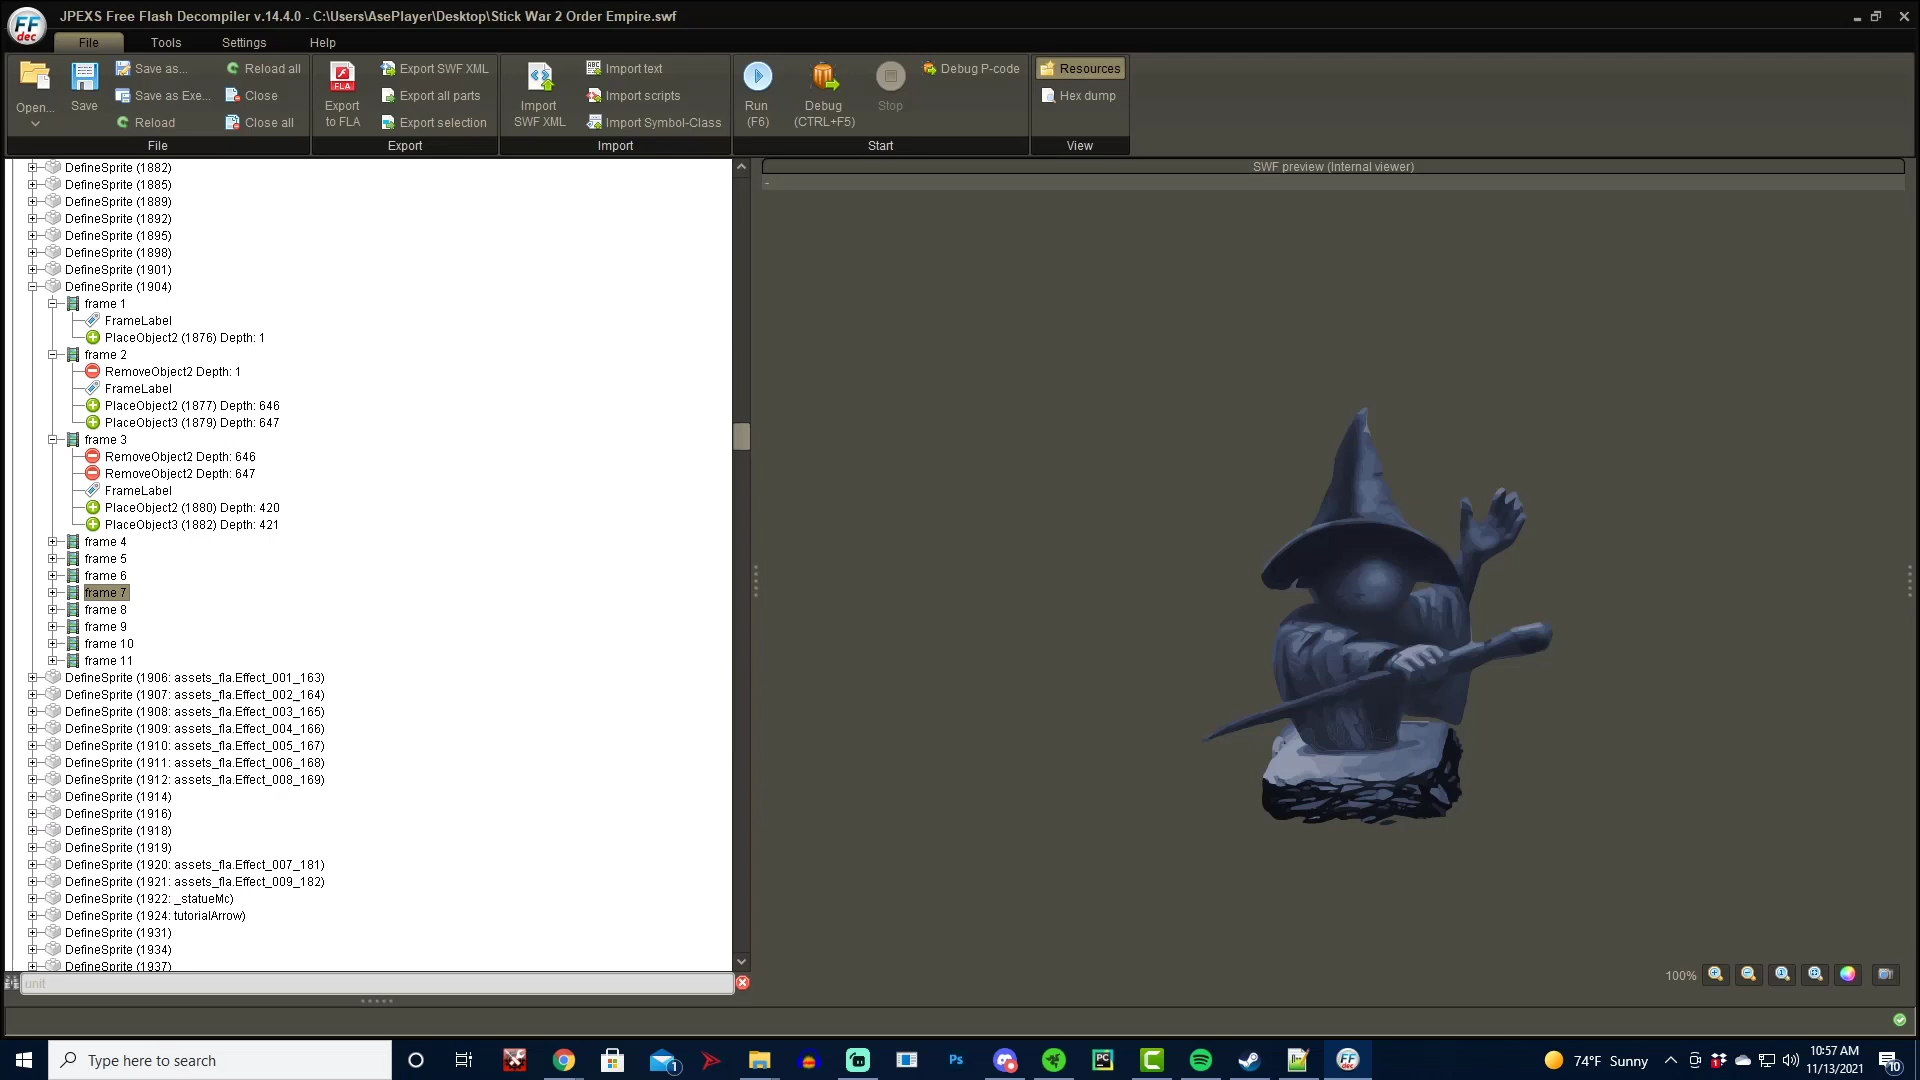 JPEXS Free Flash Decompiler v.14.4.0 - C:\Users\AsePlayer\Desktop\Stick War 2 Order Empire.swf
FF dec
File Tools Settings Help
Open... Save Save as... Save as Exe... Reload Reload all Close Close all
File
Export to FLA Export SWF XML Export all parts Export selection
Export
Import SWF XML Import text Import scripts Import Symbol-Class
Import
Run (F6) Debug (CTRL+F5) Stop Debug P-code
Start
Resources Hex dump
View
DefineSprite (1882)
DefineSprite (1885)
DefineSprite (1889)
DefineSprite (1892)
DefineSprite (1895)
DefineSprite (1898)
DefineSprite (1901)
DefineSprite (1904)
frame 1
FrameLabel
PlaceObject2 (1876) Depth: 1
frame 2
RemoveObject2 Depth: 1
FrameLabel
PlaceObject2 (1877) Depth: 646
PlaceObject3 (1879) Depth: 647
frame 3
RemoveObject2 Depth: 646
RemoveObject2 Depth: 647
FrameLabel
PlaceObject2 (1880) Depth: 420
PlaceObject3 (1882) Depth: 421
frame 4
frame 5
frame 6
frame 7
frame 8
frame 9
frame 10
frame 11
DefineSprite (1906: assets_fla.Effect_001_163)
DefineSprite (1907: assets_fla.Effect_002_164)
DefineSprite (1908: assets_fla.Effect_003_165)
DefineSprite (1909: assets_fla.Effect_004_166)
DefineSprite (1910: assets_fla.Effect_005_167)
DefineSprite (1911: assets_fla.Effect_006_168)
DefineSprite (1912: assets_fla.Effect_008_169)
DefineSprite (1914)
DefineSprite (1916)
DefineSprite (1918)
DefineSprite (1919)
DefineSprite (1920: assets_fla.Effect_007_181)
DefineSprite (1921: assets_fla.Effect_009_182)
DefineSprite (1922: _statueMc)
DefineSprite (1924: tutorialArrow)
DefineSprite (1931)
DefineSprite (1934)
DefineSprite (1937)
unit
SWF preview (Internal viewer)
-
100%
Type here to search
74°F Sunny
10:57 AM
11/13/2021
10